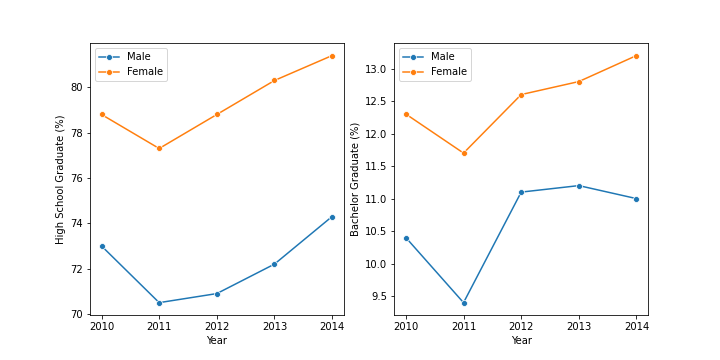 Male
Female
High School Graduate (%)
80
78
76
74
72
70
2010 2011 2012 2013 2014
Year
Male
Female
Bachelor Graduate (%)
13.0
12.5
12.0
11.5
11.0
10.5
10.0
9.5
2010 2011 2012 2013 2014
Year